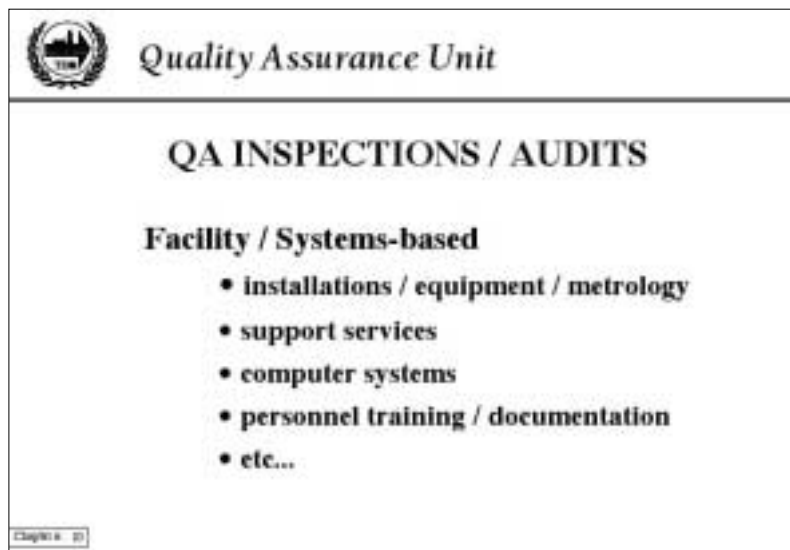 Quality Assurance Unit
QA INSPECTIONS / AUDITS
Facility / Systems-based
• installations / equipment / metrology
• support services
• computer systems
• personnel training / documentation
• etc...